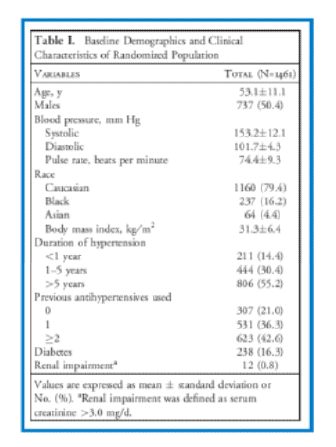 Table I. Baseline Demographics and Clinical
Characteristics of Randomized Population
Variables Total (N=1461)
Age, y 53.1±11.1
Males 737 (50.4)
Blood pressure, mm Hg
Systolic 153.2±12.1
Diastolic 101.7±4.3
Pulse rate, beats per minute 74.4±9.3
Race
Caucasian 1160 (79.4)
Black 237 (16.2)
Asian 64 (4.4)
Body mass index, kg/m² 31.3±6.4
Duration of hypertension
<1 year 211 (14.4)
1–5 years 444 (30.4)
>5 years 806 (55.2)
Previous antihypertensives used
0 307 (21.0)
1 531 (36.3)
≥2 623 (42.6)
Diabetes 238 (16.3)
Renal impairmentᵃ 12 (0.8)
Values are expressed as mean ± standard deviation or
No. (%). ᵃRenal impairment was defined as serum
creatinine >3.0 mg/d.